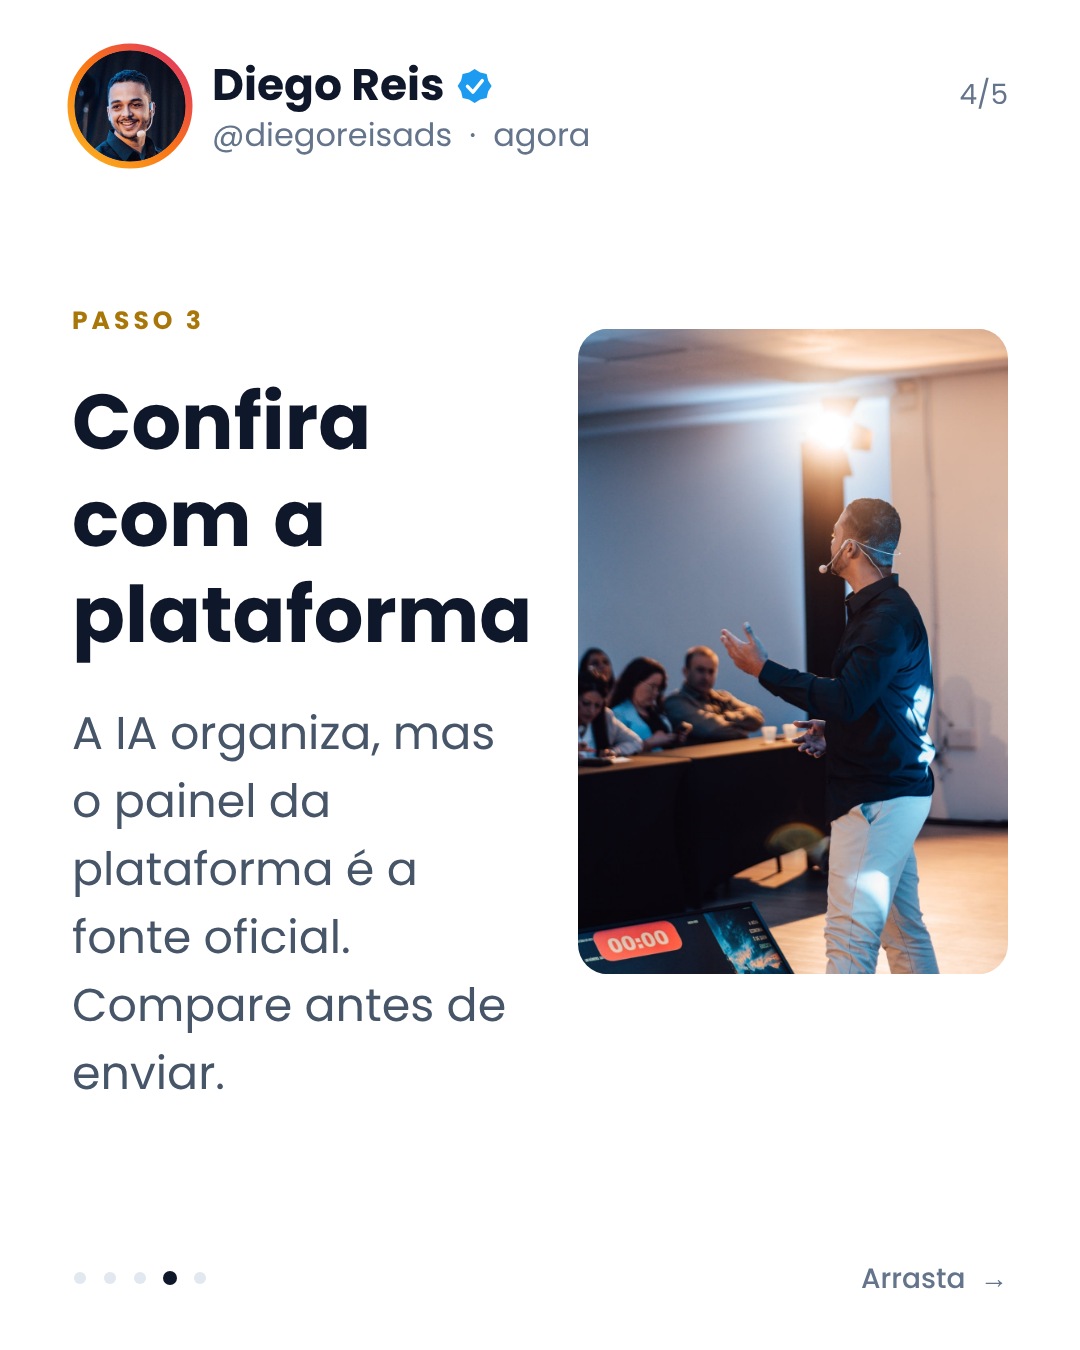 Diego Reis
@diegoreisads · agora
4/5
PASSO 3
Confira
com a
plataforma
A IA organiza, mas
o painel da
plataforma é a
fonte oficial.
Compare antes de
enviar.
00:00
Arrasta →